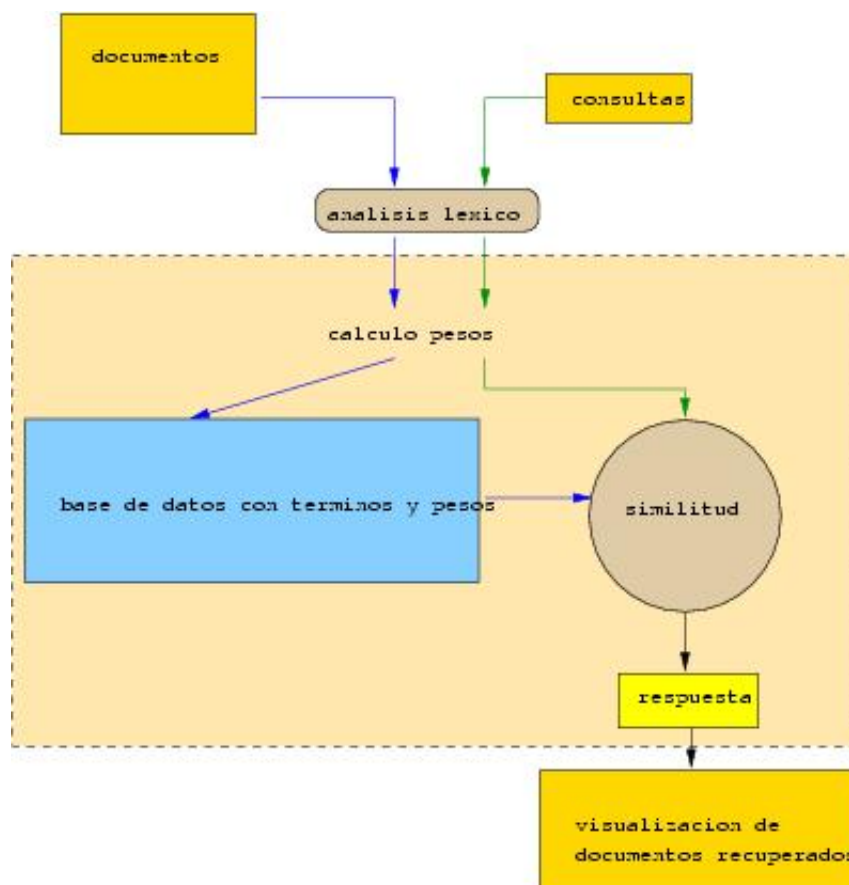 documentos
consultas
analisis lexico
calculo pesos
base de datos con terminos y pesos
similitud
respuesta
visualizacion de
documentos recuperados